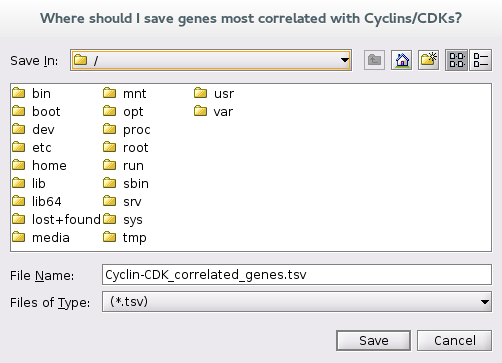 Where should I save genes most correlated with Cyclins/CDKs?
Save In: /
bin mnt usr
boot opt var
dev proc
etc root
home run
lib sbin
lib64 srv
lost+found sys
media tmp
File Name: Cyclin-CDK_correlated_genes.tsv
Files of Type: (*.tsv)
Save Cancel